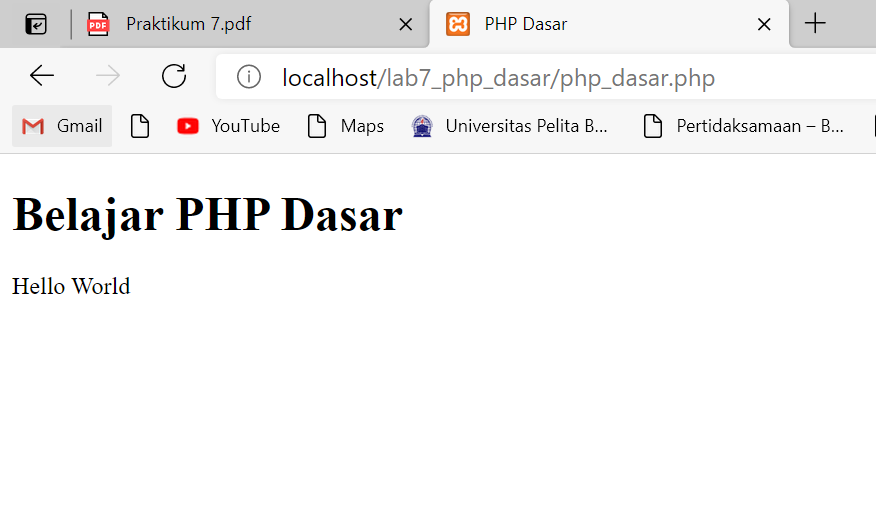 Praktikum 7.pdf
PHP Dasar
localhost/lab7_php_dasar/php_dasar.php
Gmail
YouTube
Maps
Universitas Pelita B...
Pertidaksamaan – B...
Belajar PHP Dasar
Hello World